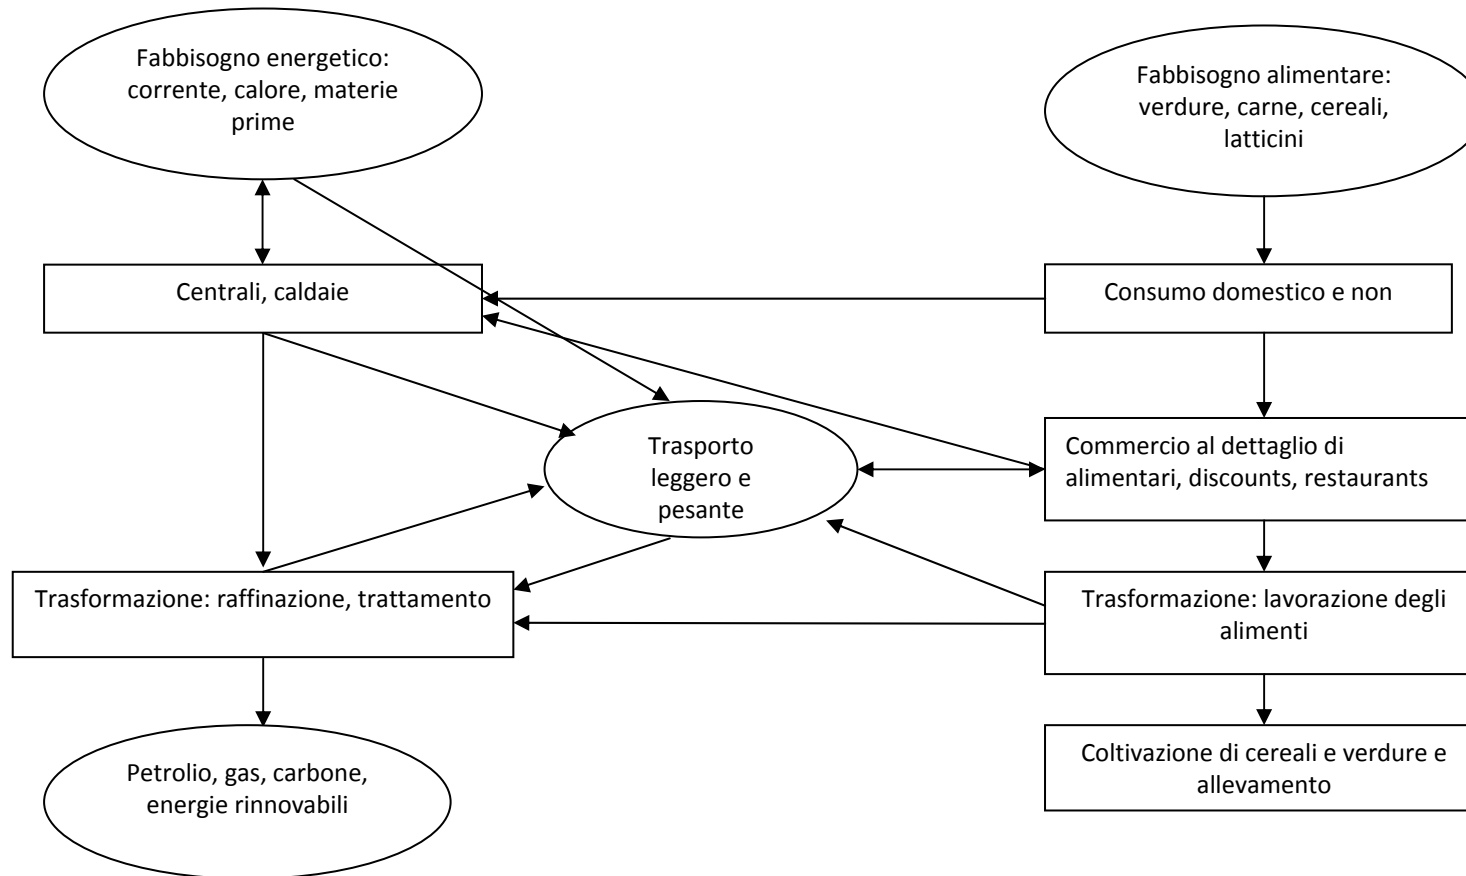 Fabbisogno energetico:
corrente, calore, materie
prime
Fabbisogno alimentare:
verdure, carne, cereali,
latticini
Centrali, caldaie
Consumo domestico e non
Trasporto
leggero e
pesante
Commercio al dettaglio di
alimentari, discounts, restaurants
Trasformazione: raffinazione, trattamento
Trasformazione: lavorazione degli
alimenti
Petrolio, gas, carbone,
energie rinnovabili
Coltivazione di cereali e verdure e
allevamento